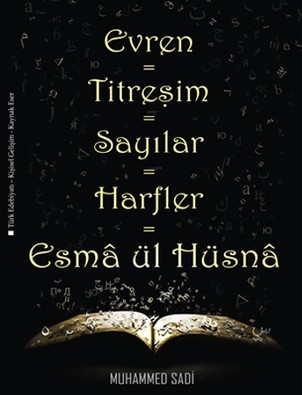 Evren
=
Titreşim
=
Sayılar
=
Harfler
=
Esmâ ül Hüsnâ
■ Türk Edebiyatı - Kişisel Gelişim - Kaynak Eser
MUHAMMED SADİ